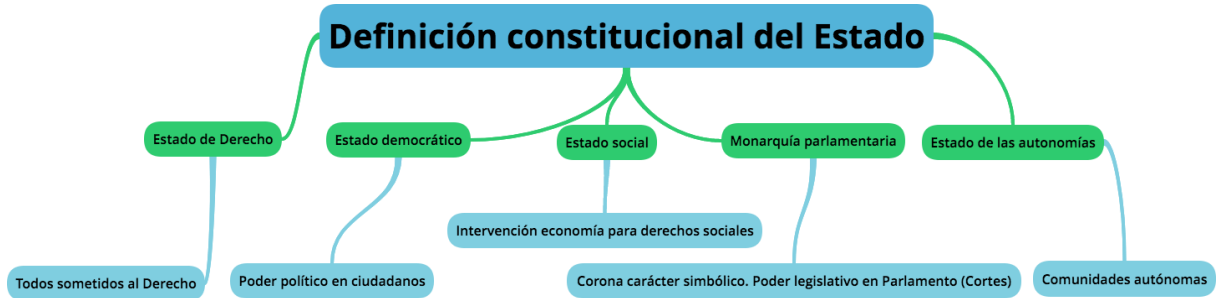 Definición constitucional del Estado
Estado de Derecho
Estado democrático
Estado social
Monarquía parlamentaria
Estado de las autonomías
Intervención economía para derechos sociales
Todos sometidos al Derecho
Poder político en ciudadanos
Corona carácter simbólico. Poder legislativo en Parlamento (Cortes)
Comunidades autónomas